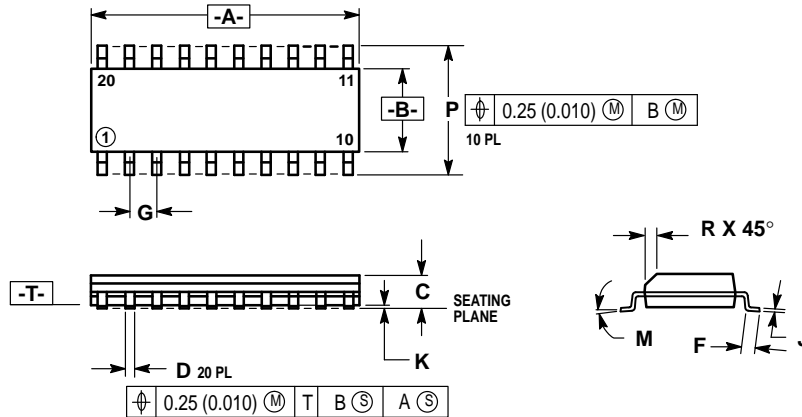 -A-
20 11
-B-
P
⌖ 0.25 (0.010) Ⓜ B Ⓜ
10 PL
① 10
G
R X 45°
-T-
C
SEATING
PLANE
K
M
F
J
D 20 PL
⌖ 0.25 (0.010) Ⓜ T B Ⓢ A Ⓢ